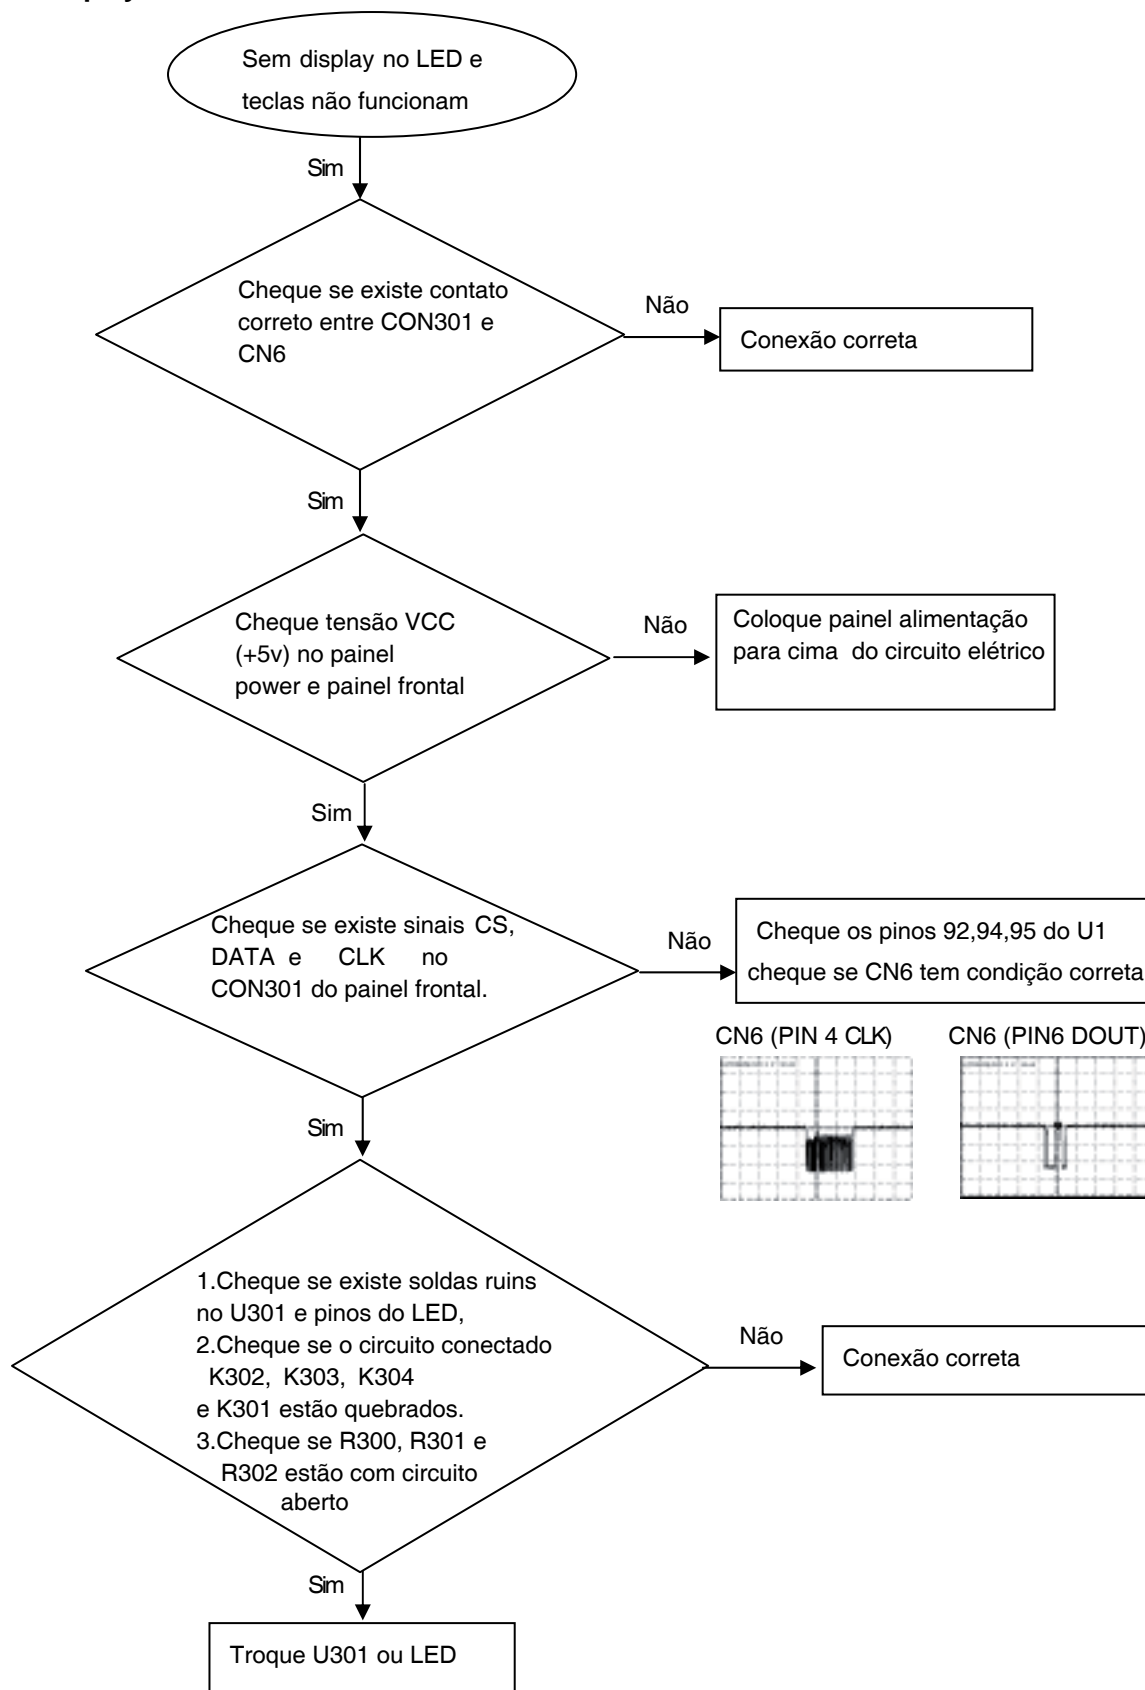 Sem display no LED e
teclas não funcionam
Sim
Cheque se existe contato
correto entre CON301 e
CN6
Não
Conexão correta
Sim
Cheque tensão VCC
(+5v) no painel
power e painel frontal
Não
Coloque painel alimentação
para cima do circuito elétrico
Sim
Cheque se existe sinais CS,
DATA e CLK no
CON301 do painel frontal.
Não
Cheque os pinos 92,94,95 do U1
cheque se CN6 tem condição correta
CN6 (PIN 4 CLK)
CN6 (PIN6 DOUT)
Sim
1.Cheque se existe soldas ruins
no U301 e pinos do LED,
2.Cheque se o circuito conectado
K302, K303, K304
e K301 estão quebrados.
3.Cheque se R300, R301 e
R302 estão com circuito
aberto
Não
Conexão correta
Sim
Troque U301 ou LED